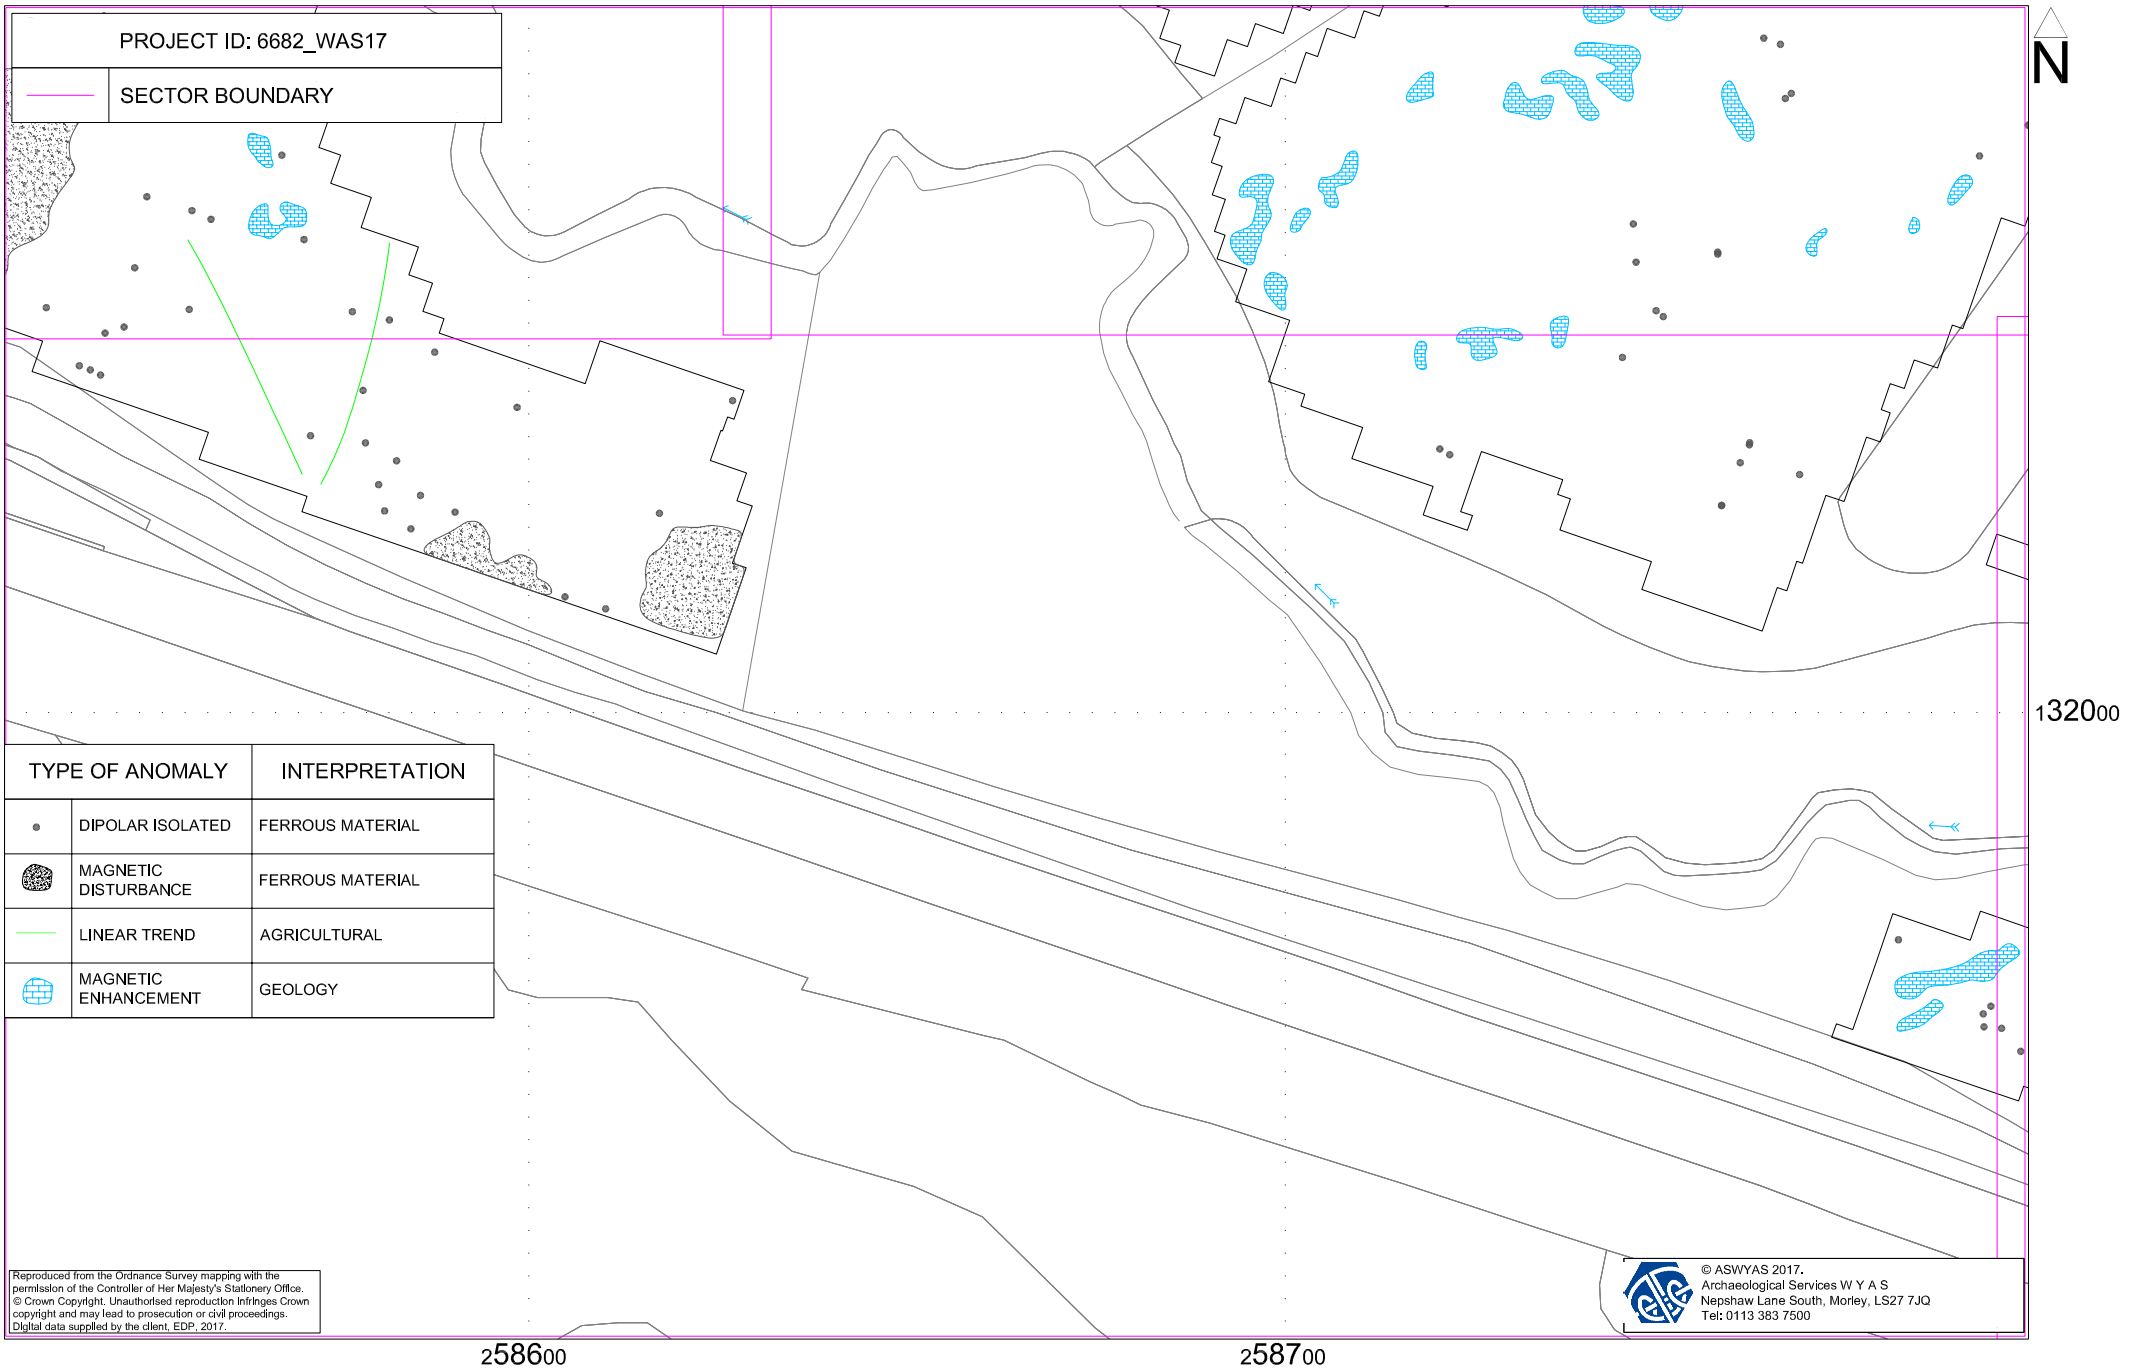 PROJECT ID: 6682_WAS17
SECTOR BOUNDARY
N
132000
TYPE OF ANOMALY INTERPRETATION
DIPOLAR ISOLATED FERROUS MATERIAL
MAGNETIC
DISTURBANCE
FERROUS MATERIAL
LINEAR TREND AGRICULTURAL
MAGNETIC
ENHANCEMENT
GEOLOGY
Reproduced from the Ordnance Survey mapping with the
permission of the Controller of Her Majesty's Stationery Office.
© Crown Copyright. Unauthorised reproduction infringes Crown
copyright and may lead to prosecution or civil proceedings.
Digital data supplied by the client, EDP, 2017.
© ASWYAS 2017.
Archaeological Services W Y A S
Nepshaw Lane South, Morley, LS27 7JQ
Tel: 0113 383 7500
258600
258700